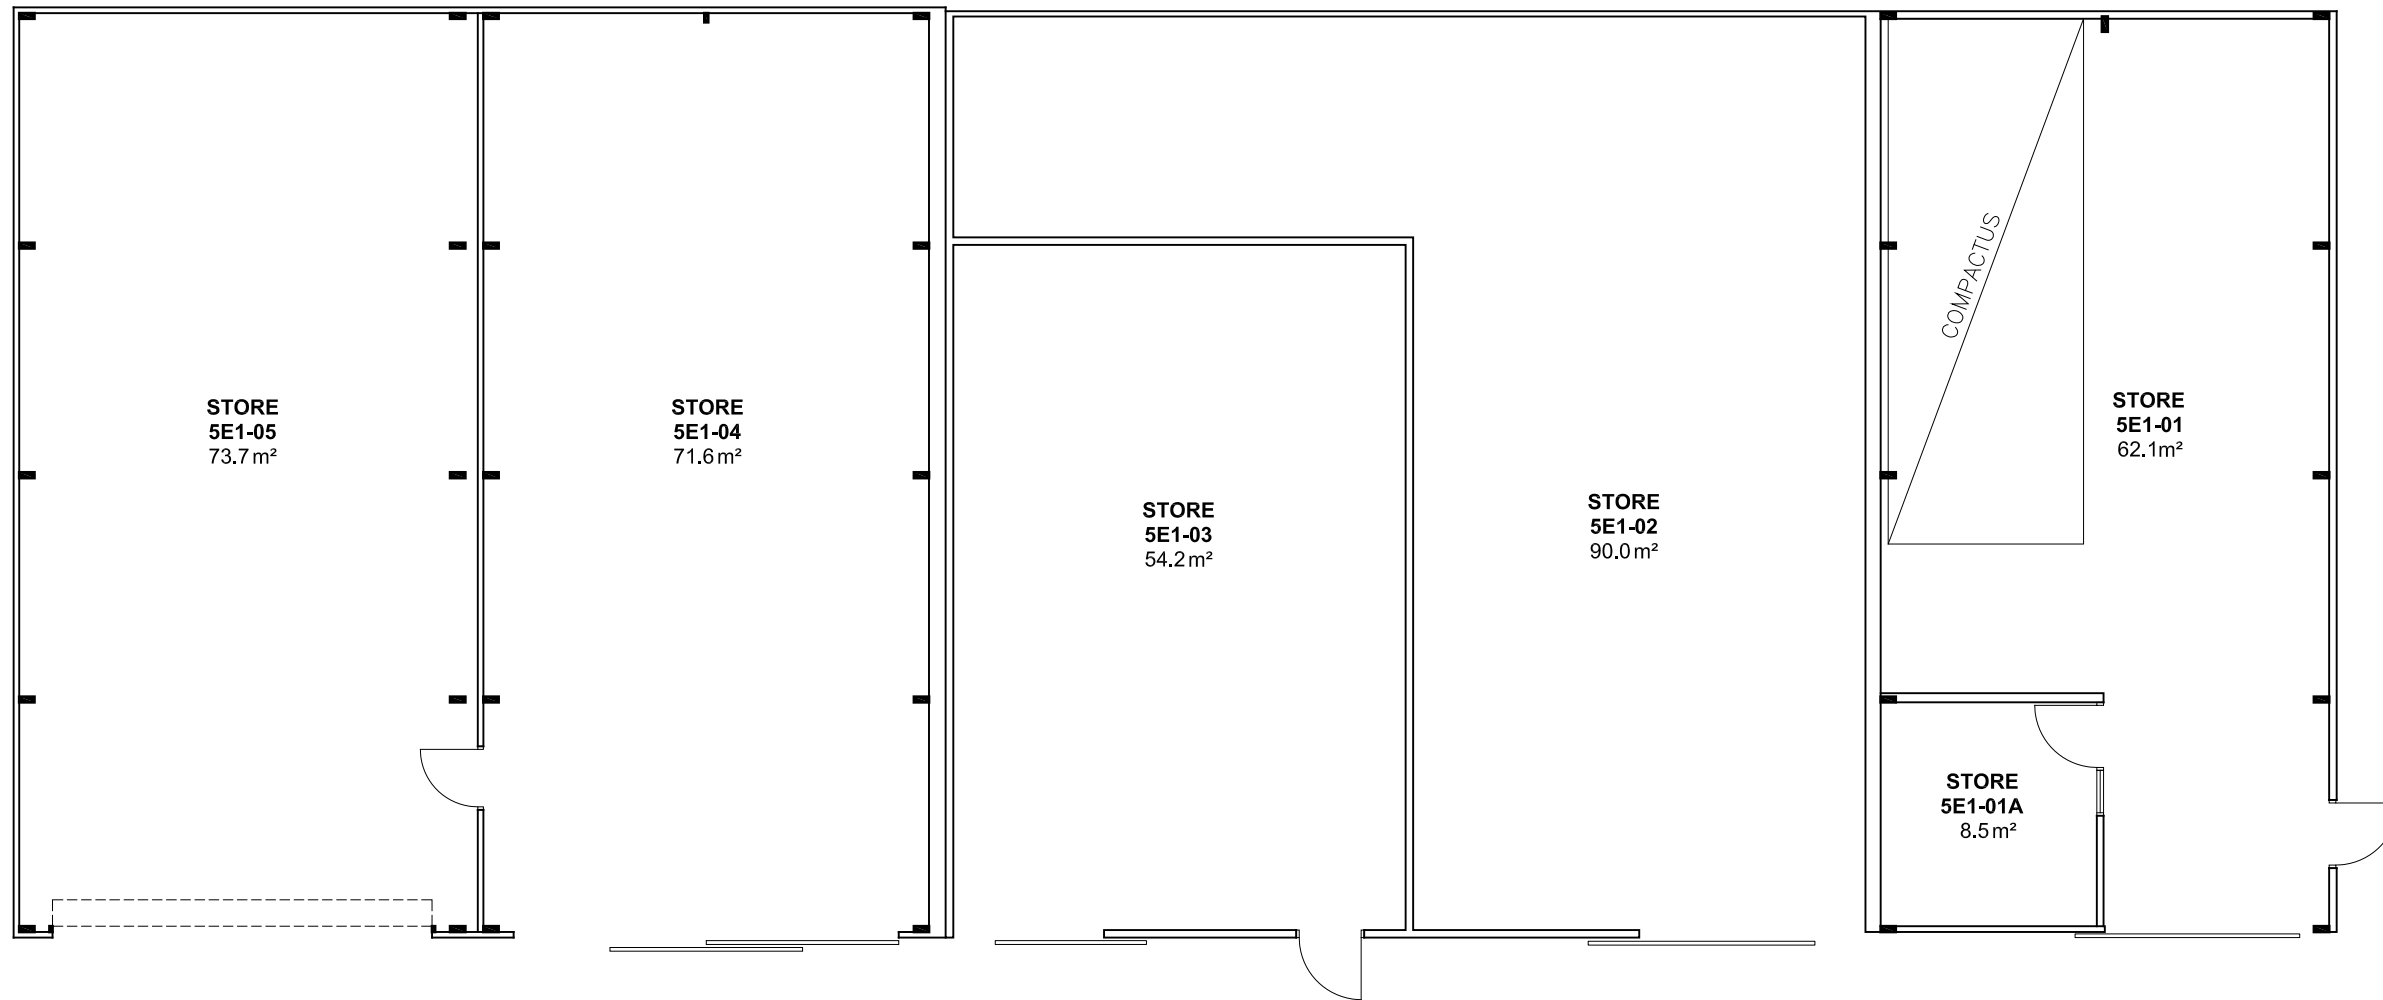 STORE
5E1-05
73.7 m²
STORE
5E1-04
71.6 m²
STORE
5E1-03
54.2 m²
STORE
5E1-02
90.0 m²
COMPACTUS
STORE
5E1-01
62.1m²
STORE
5E1-01A
8.5 m²